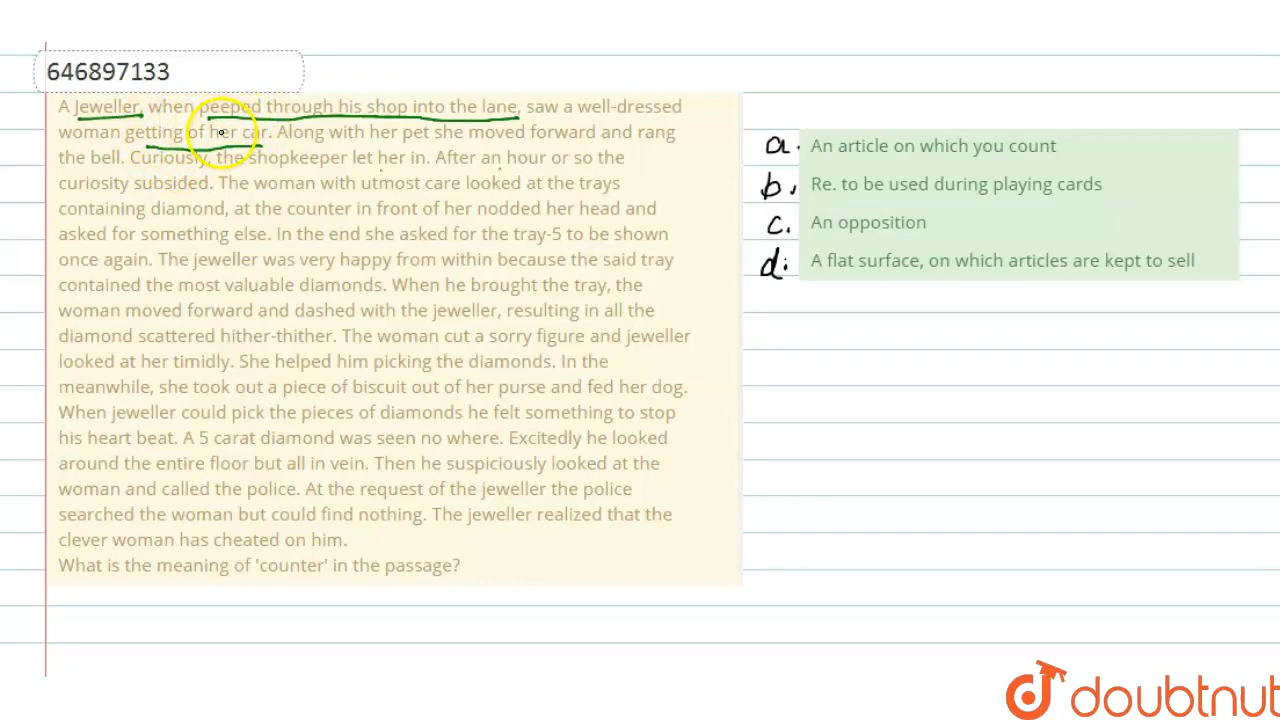 646897133
A Jeweller, when peeped through his shop into the lane, saw a well-dressed
woman getting of her car. Along with her pet she moved forward and rang
the bell. Curiously, the shopkeeper let her in. After an hour or so the
curiosity subsided. The woman with utmost care looked at the trays
containing diamond, at the counter in front of her nodded her head and
asked for something else. In the end she asked for the tray-5 to be shown
once again. The jeweller was very happy from within because the said tray
contained the most valuable diamonds. When he brought the tray, the
woman moved forward and dashed with the jeweller, resulting in all the
diamond scattered hither-thither. The woman cut a sorry figure and jeweller
looked at her timidly. She helped him picking the diamonds. In the
meanwhile, she took out a piece of biscuit out of her purse and fed her dog.
When jeweller could pick the pieces of diamonds he felt something to stop
his heart beat. A 5 carat diamond was seen no where. Excitedly he looked
around the entire floor but all in vein. Then he suspiciously looked at the
woman and called the police. At the request of the jeweller the police
searched the woman but could find nothing. The jeweller realized that the
clever woman has cheated on him.
What is the meaning of 'counter' in the passage?
a. An article on which you count
b, Re. to be used during playing cards
c. An opposition
d: A flat surface, on which articles are kept to sell
doubtnut